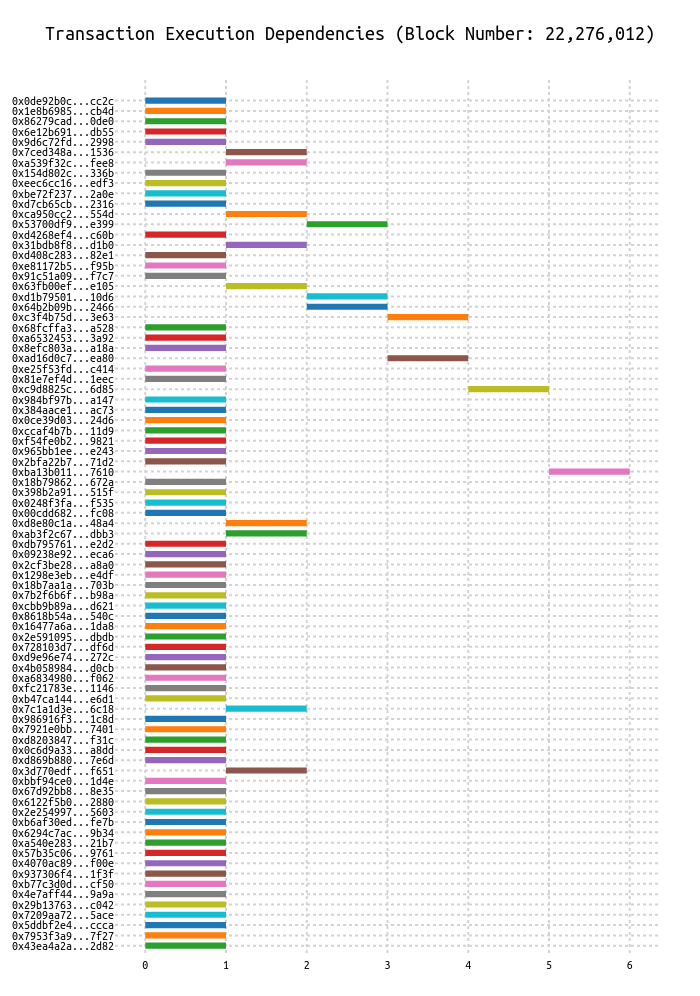 Transaction Execution Dependencies (Block Number: 22,276,012)
0x0de92b0c...cc2c
0x1e8b6985...cb4d
0x86279cad...0de0
0x6e12b691...db55
0x9d6c72fd...2998
0x7ced348a...1536
0xa539f32c...fee8
0x154d802c...336b
0xeec6cc16...edf3
0xbe72f237...2a0e
0xd7cb65cb...2316
0xca950cc2...554d
0x53700df9...e399
0xd4268ef4...c60b
0x31bdb8f8...d1b0
0xd408c283...82e1
0xe81172b5...f95b
0x91c51a09...f7c7
0x63fb00ef...e105
0xd1b79501...10d6
0x64b2b09b...2466
0xc3f4b75d...3e63
0x68fcffa3...a528
0xa6532453...3a92
0x8efc803a...a18a
0xad16d0c7...ea80
0xe25f53fd...c414
0x81e7ef4d...1eec
0xc9d8825c...6d85
0x984bf97b...a147
0x384aace1...ac73
0x0ce39d03...24d6
0xccaf4b7b...11d9
0xf54fe0b2...9821
0x965bb1ee...e243
0x2bfa22b7...71d2
0xba13b011...7610
0x18b79862...672a
0x398b2a91...515f
0x0248f3fa...f535
0x00cdd682...fc08
0xd8e80c1a...48a4
0xab3f2c67...dbb3
0xdb795761...e2d2
0x09238e92...eca6
0x2cf3be28...a8a0
0x1298e3eb...e4df
0x18b7aa1a...703b
0x7b2f6b6f...b98a
0xcbb9b89a...d621
0x8618b54a...540c
0x16477a6a...1da8
0x2e591095...dbdb
0x728103d7...df6d
0xd9e96e74...272c
0x4b058984...d0cb
0xa6834980...f062
0xfc21783e...1146
0xb47ca144...e6d1
0x7c1a1d3e...6c18
0x986916f3...1c8d
0x7921e0bb...7401
0xd8203847...f31c
0x0c6d9a33...a8dd
0xd869b880...7e6d
0x3d770edf...f651
0xbbf94ce0...1d4e
0x67d92bb8...8e35
0x6122f5b0...2880
0x2e254997...5603
0xb6af30ed...fe7b
0x6294c7ac...9b34
0xa540e283...21b7
0x57b35c06...9761
0x4070ac89...f00e
0x937306f4...1f3f
0xb77c3d0d...cf50
0x4e7aff44...9a9a
0x29b13763...c042
0x7209aa72...5ace
0x5ddbf2e4...ccca
0x7953f3a9...7f27
0x43ea4a2a...2d82
0 1 2 3 4 5 6